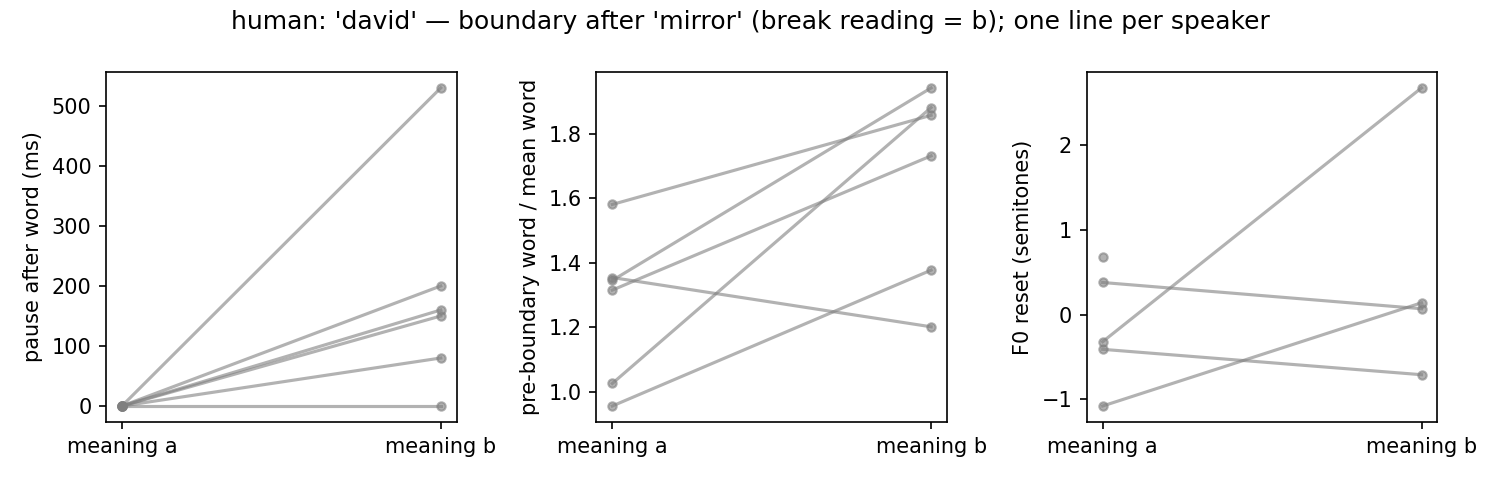 human: 'david' — boundary after 'mirror' (break reading = b); one line per speaker
pause after word (ms)
500
400
300
200
100
0
meaning a
meaning b
pre-boundary word / mean word
1.8
1.6
1.4
1.2
1.0
meaning a
meaning b
F0 reset (semitones)
2
1
0
−1
meaning a
meaning b